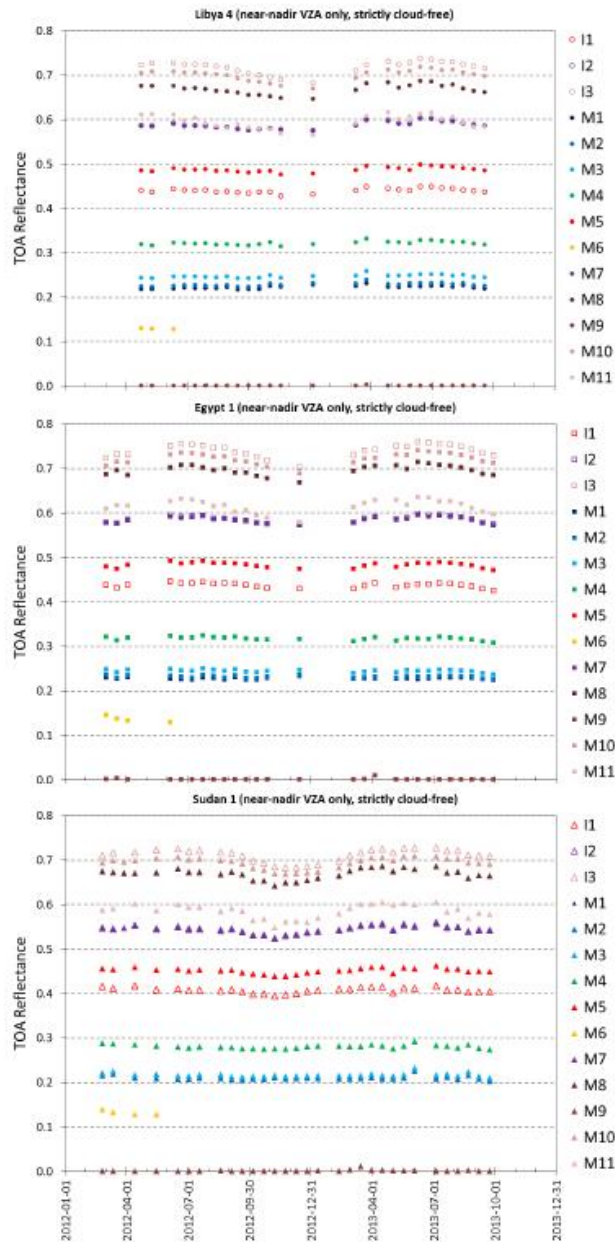 Libya 4 (near-nadir VZA only, strictly cloud-free)
TOA Reflectance
0.8
0.7
0.6
0.5
0.4
0.3
0.2
0.1
0.0
I1
I2
I3
M1
M2
M3
M4
M5
M6
M7
M8
M9
M10
M11
Egypt 1 (near-nadir VZA only, strictly cloud-free)
TOA Reflectance
0.8
0.7
0.6
0.5
0.4
0.3
0.2
0.1
0.0
I1
I2
I3
M1
M2
M3
M4
M5
M6
M7
M8
M9
M10
M11
Sudan 1 (near-nadir VZA only, strictly cloud-free)
TOA Reflectance
0.8
0.7
0.6
0.5
0.4
0.3
0.2
0.1
0.0
I1
I2
I3
M1
M2
M3
M4
M5
M6
M7
M8
M9
M10
M11
2012-01-01
2012-04-01
2012-07-01
2012-09-30
2012-12-31
2013-04-01
2013-07-01
2013-10-01
2013-12-31